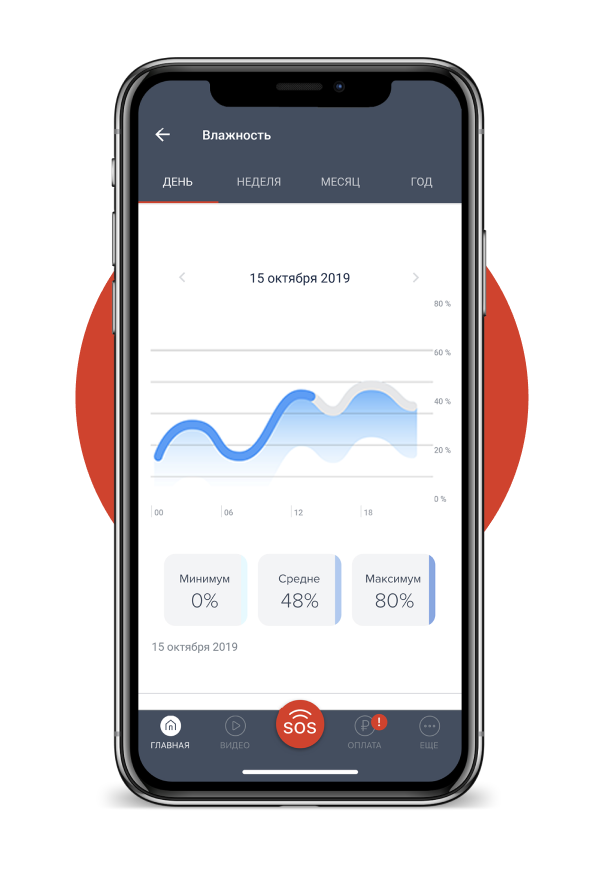 Влажность
ДЕНЬ НЕДЕЛЯ МЕСЯЦ ГОД
15 октября 2019
80 %
60 %
40 %
20 %
0 %
00 06 12 18
Минимум Средне Максимум
0% 48% 80%
15 октября 2019
SOS
!
ГЛАВНАЯ ВИДЕО ОПЛАТА ЕЩЕ